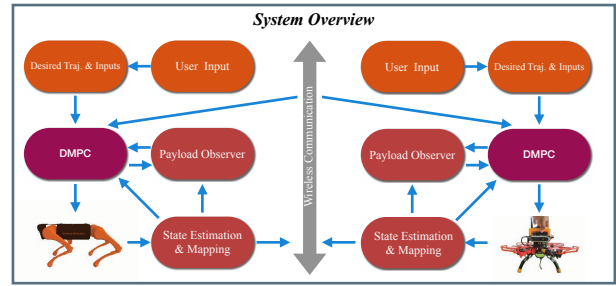 System Overview
Desired Traj. & Inputs
User Input
User Input
Desired Traj. & Inputs
Wireless Communication
DMPC
Payload Observer
Payload Observer
DMPC
State Estimation
& Mapping
State Estimation
& Mapping